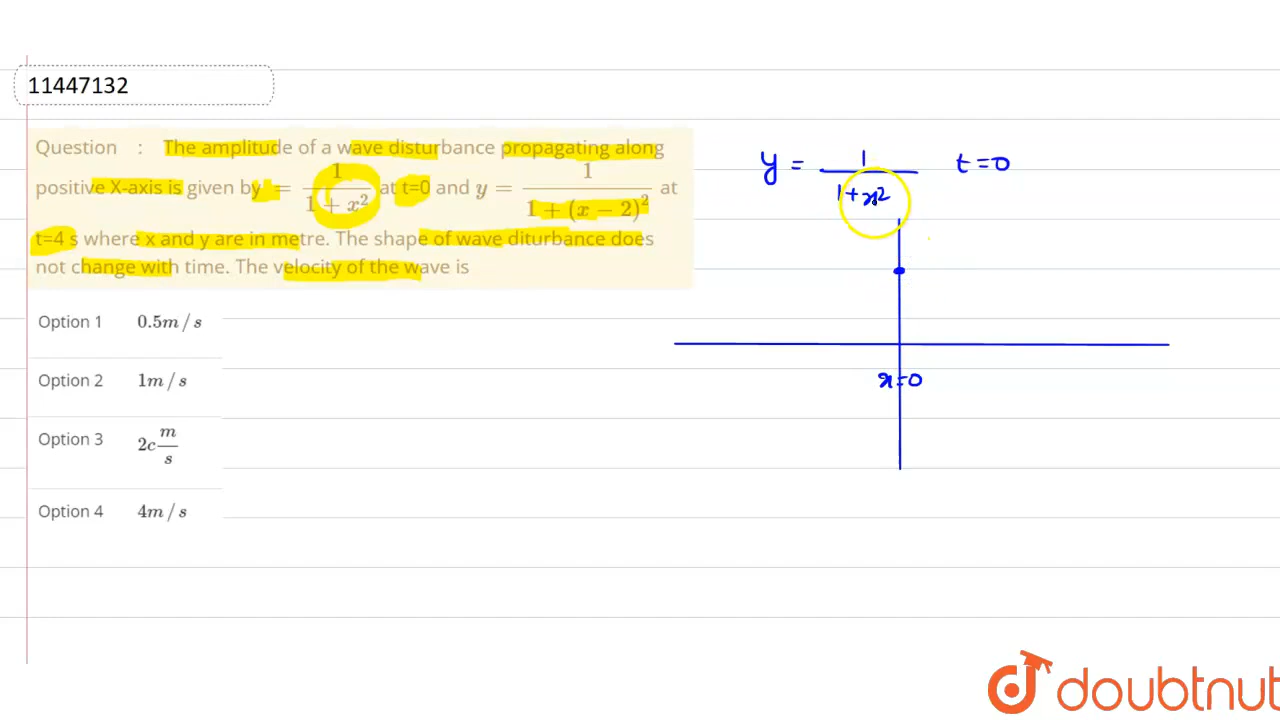 11447132
Question : The amplitude of a wave disturbance propagating along
positive X-axis is given by = 1/(1 + x²) at t=0 and y = 1/(1 + (x − 2)²) at
t=4 s where x and y are in metre. The shape of wave diturbance does
not change with time. The velocity of the wave is
Option 1 0.5m/s
Option 2 1m/s
Option 3 2c m/s
Option 4 4m/s
y = 1/(1+x²) t=0
x=0
doubtnut